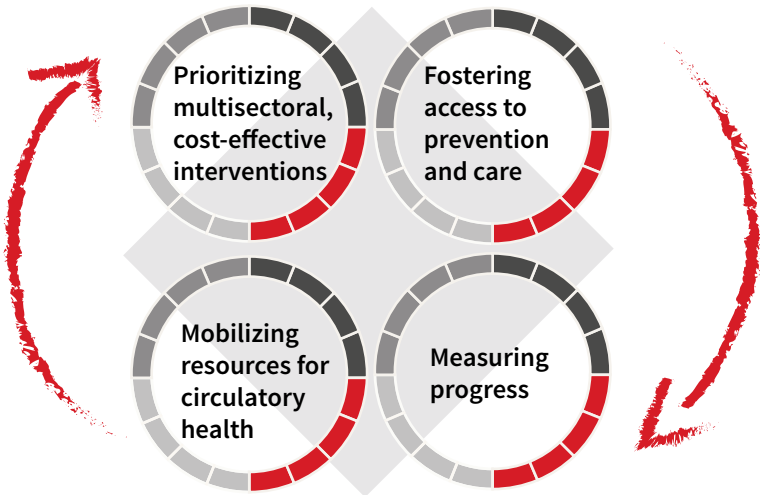 Prioritizing
multisectoral,
cost-effective
interventions
Fostering
access to
prevention
and care
Mobilizing
resources for
circulatory
health
Measuring
progress